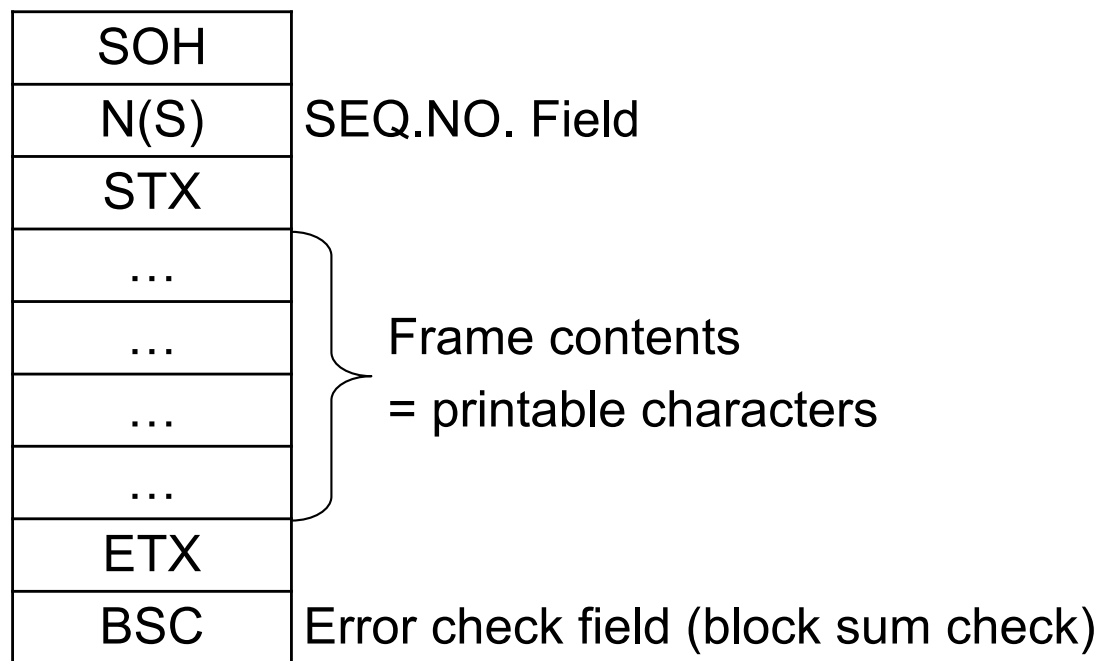 SOH
N(S) SEQ.NO. Field
STX
…
…
Frame contents
…
= printable characters
…
ETX
BSC Error check field (block sum check)